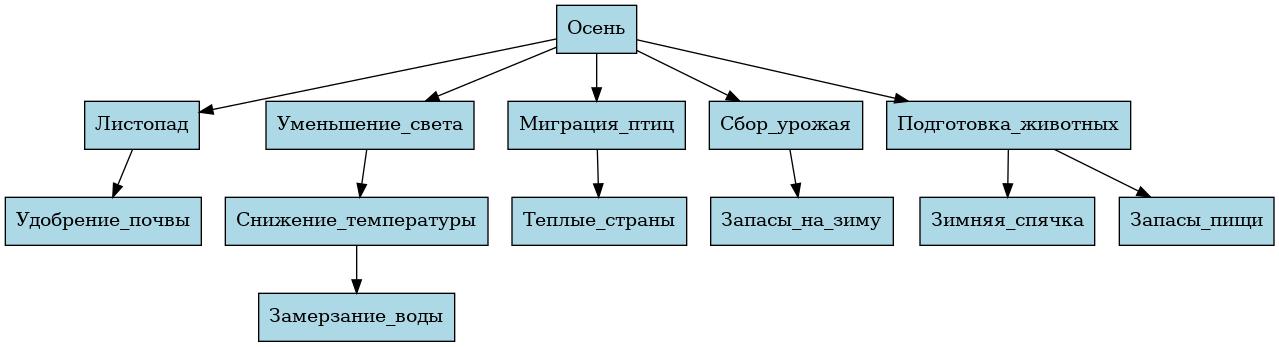 Осень
Листопад
Уменьшение_света
Миграция_птиц
Сбор_урожая
Подготовка_животных
Удобрение_почвы
Снижение_температуры
Теплые_страны
Запасы_на_зиму
Зимняя_спячка
Запасы_пищи
Замерзание_воды